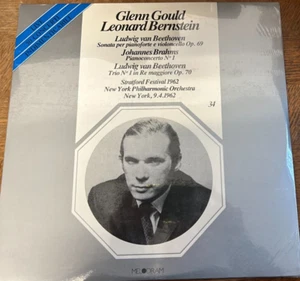 Glenn Gould
Leonard Bernstein
Ludwig van Beethoven
Sonata per pianoforte e violoncello Op. 69
Johannes Brahms
Pianoconcerto N° 1
Ludwig van Beethoven
Trio N° 1 in Re maggiore Op. 70
Stratford Festival 1962
New York Philharmonic Orchestra
New York, 9.4.1962
34
MELODRAM